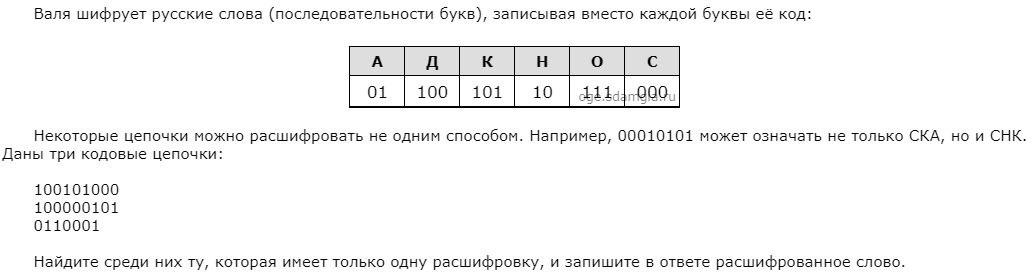 Валя шифрует русские слова (последовательности букв), записывая вместо каждой буквы её код:
А Д К Н О С
01 100 101 10 111 000
oge.sdamgia.ru
Некоторые цепочки можно расшифровать не одним способом. Например, 00010101 может означать не только СКА, но и СНК.
Даны три кодовые цепочки:
100101000
100000101
0110001
Найдите среди них ту, которая имеет только одну расшифровку, и запишите в ответе расшифрованное слово.